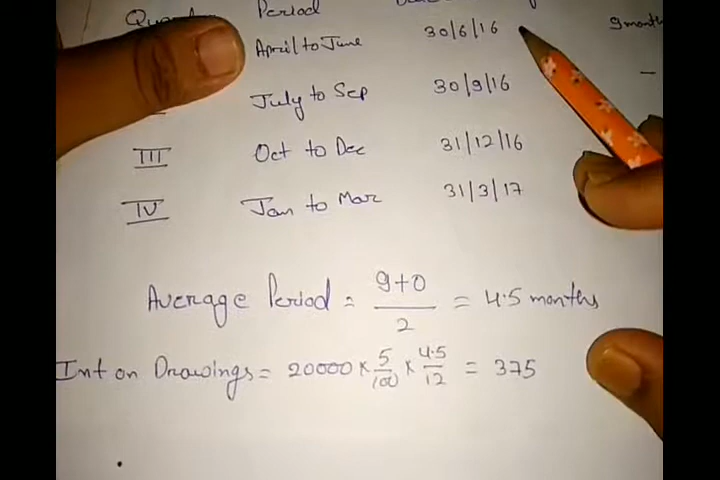 Period
April to June 30/6/16 9 months
July to Sep 30/9/16 —
III Oct to Dec 31/12/16
IV Jan to Mar 31/3/17
Average Period = 9+0/2 = 4.5 months
Int on Drawings = 20000 × 5/100 × 4.5/12 = 375